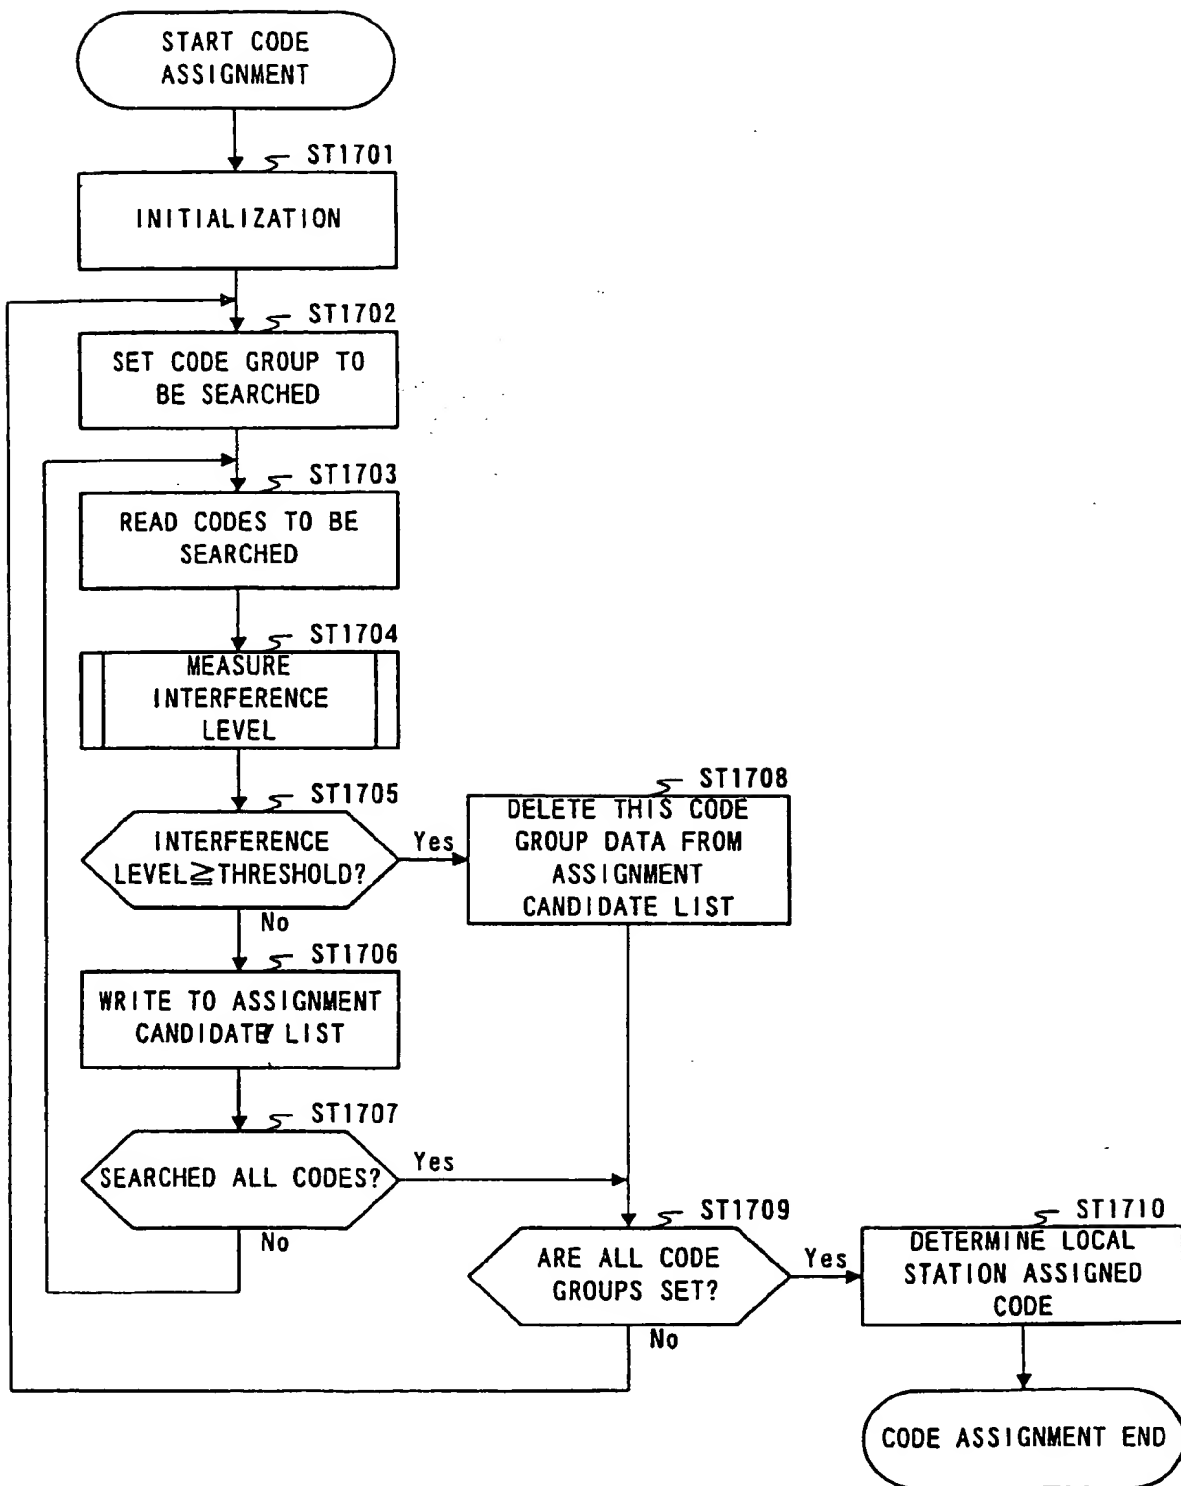 START CODE
ASSIGNMENT
ST1701
INITIALIZATION
ST1702
SET CODE GROUP TO
BE SEARCHED
ST1703
READ CODES TO BE
SEARCHED
ST1704
MEASURE
INTERFERENCE
LEVEL
ST1705
INTERFERENCE
LEVEL≧THRESHOLD?
Yes
No
ST1708
DELETE THIS CODE
GROUP DATA FROM
ASSIGNMENT
CANDIDATE LIST
ST1706
WRITE TO ASSIGNMENT
CANDIDATE LIST
ST1707
SEARCHED ALL CODES?
Yes
No
ST1709
ARE ALL CODE
GROUPS SET?
Yes
No
ST1710
DETERMINE LOCAL
STATION ASSIGNED
CODE
CODE ASSIGNMENT END